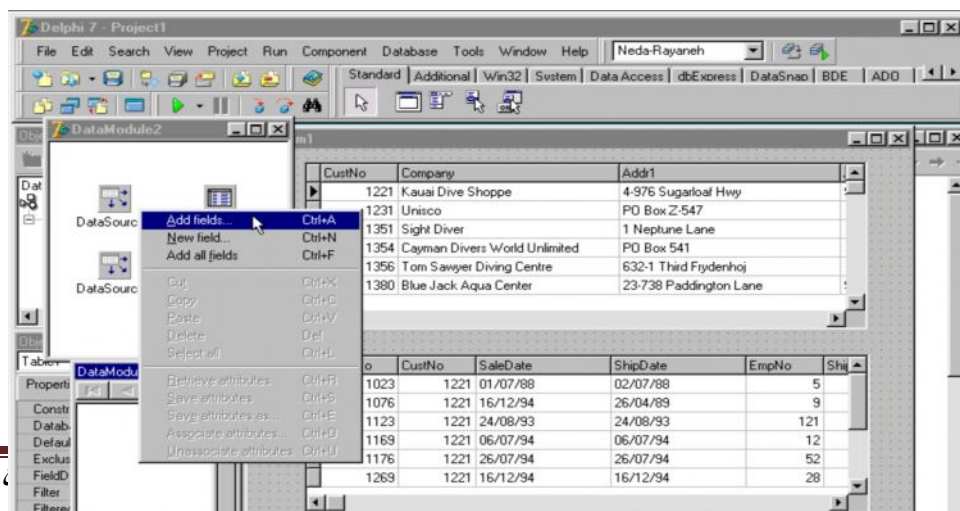 Delphi 7 - Project1
File Edit Search View Project Run Component Database Tools Window Help Neda-Rayaneh
Standard Additional Win32 System Data Access dbExpress DataSnap BDE ADO
DataModule2
DataSourc
DataSourc
Add fields... Ctrl+A
New field... Ctrl+N
Add all fields Ctrl+F
Cut Ctrl+X
Copy Ctrl+C
Paste Ctrl+V
Delete Del
Select all Ctrl+L
Retrieve attributes Ctrl+R
Save attributes Ctrl+S
Save attributes as... Ctrl+E
Associate attributes... Ctrl+O
Unassociate attributes Ctrl+U
CustNo Company Addr1
1221 Kauai Dive Shoppe 4-976 Sugarloaf Hwy
1231 Unisco PO Box Z-547
1351 Sight Diver 1 Neptune Lane
1354 Cayman Divers World Unlimited PO Box 541
1356 Tom Sawyer Diving Centre 632-1 Third Frydenhoj
1380 Blue Jack Aqua Center 23-738 Paddington Lane
o CustNo SaleDate ShipDate EmpNo Ship
1023 1221 01/07/88 02/07/88 5
1076 1221 16/12/94 26/04/89 9
1123 1221 24/08/93 24/08/93 121
1169 1221 06/07/94 06/07/94 12
1176 1221 26/07/94 26/07/94 52
1269 1221 16/12/94 16/12/94 28
Table1
DataModu
Properti
Constr
Datab
Defaul
Exclus
FieldD
Filter
Filtered